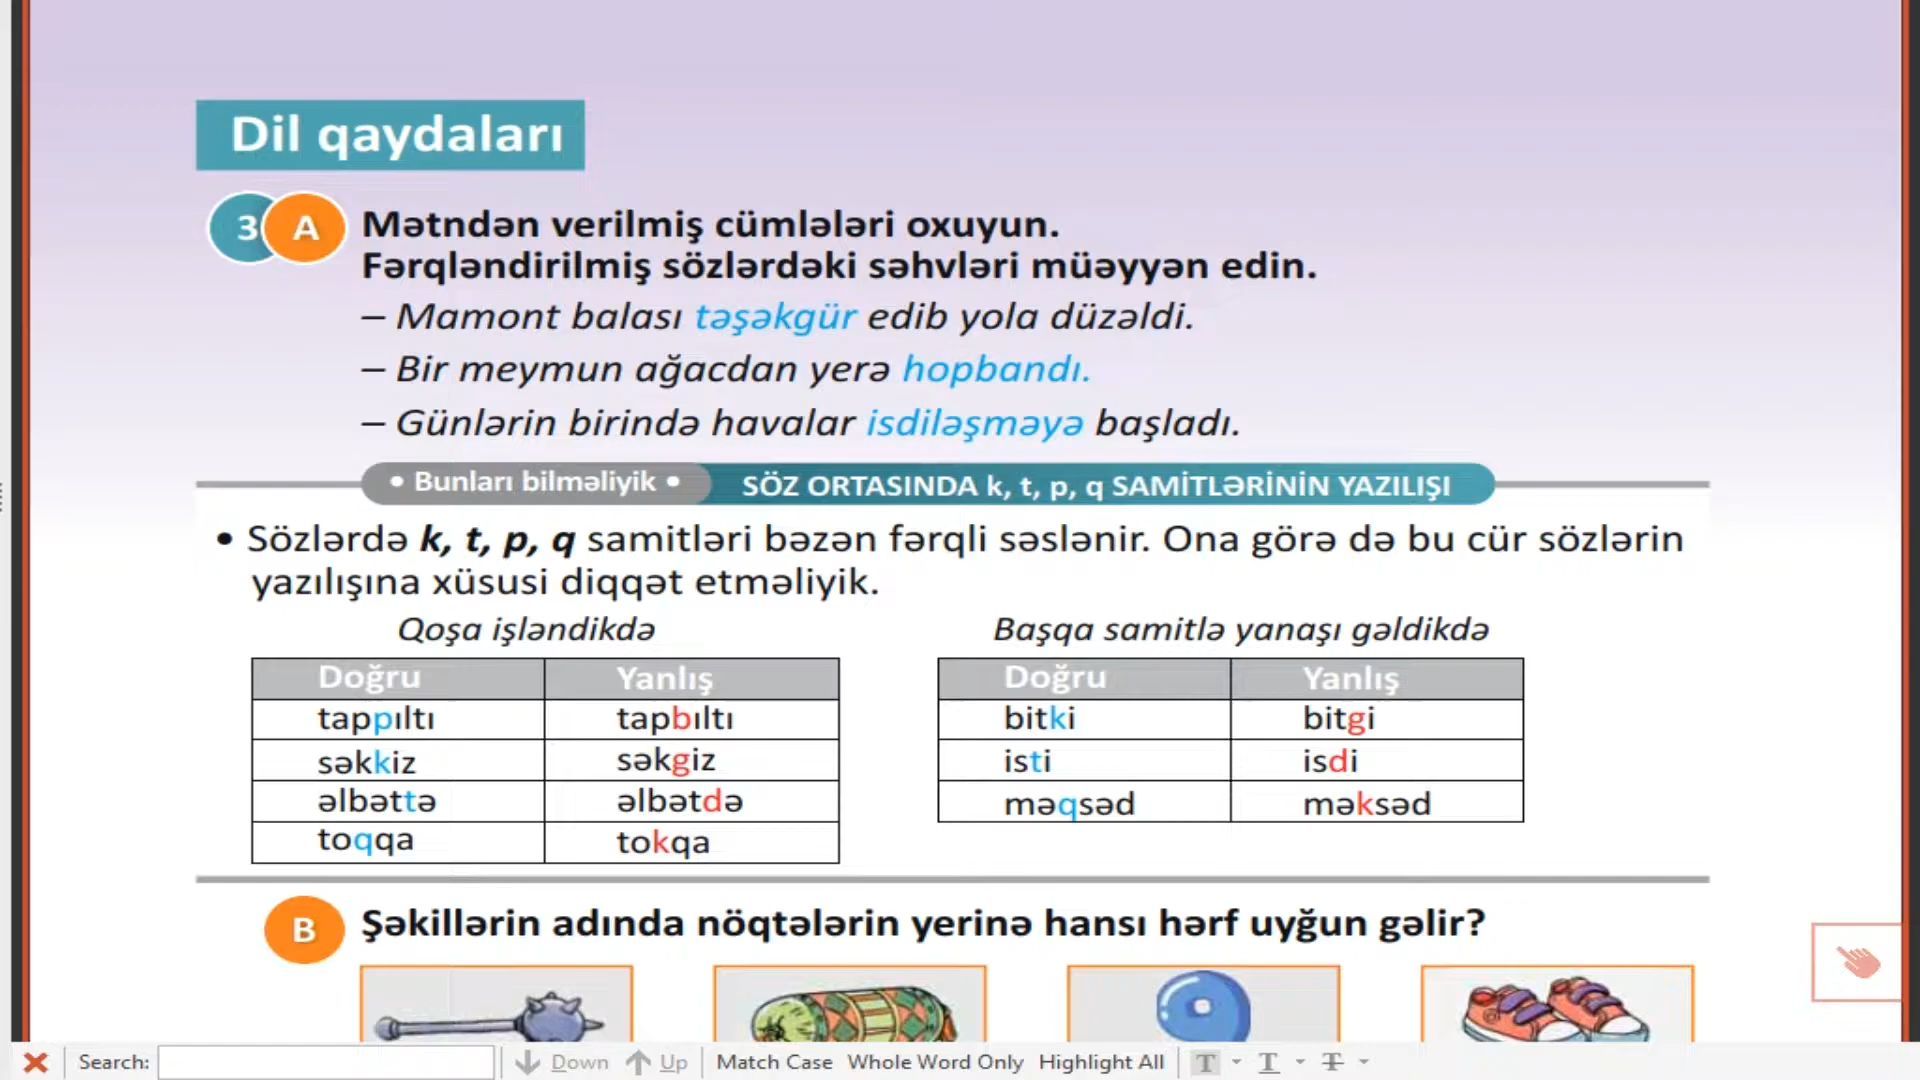 Dil qaydaları
3 A Mətndən verilmiş cümlələri oxuyun.
Fərqləndirilmiş sözlərdəki səhvləri müəyyən edin.
– Mamont balası təşəkgür edib yola düzəldi.
– Bir meymun ağacdan yerə hopbandı.
– Günlərin birində havalar isdiləşməyə başladı.
• Bunları bilməliyik • SÖZ ORTASINDA k, t, p, q SAMİTLƏRİNİN YAZILIŞI
• Sözlərdə k, t, p, q samitləri bəzən fərqli səslənir. Ona görə də bu cür sözlərin
yazılışına xüsusi diqqət etməliyik.
Qoşa işləndikdə
Doğru Yanlış
tappıltı tapbıltı
səkkiz səkgiz
əlbəttə əlbətdə
toqqa tokqa
Başqa samitlə yanaşı gəldikdə
Doğru Yanlış
bitki bitgi
isti isdi
məqsəd məksəd
B Şəkillərin adında nöqtələrin yerinə hansı hərf uyğun gəlir?
Search: Down Up Match Case Whole Word Only Highlight All T T T